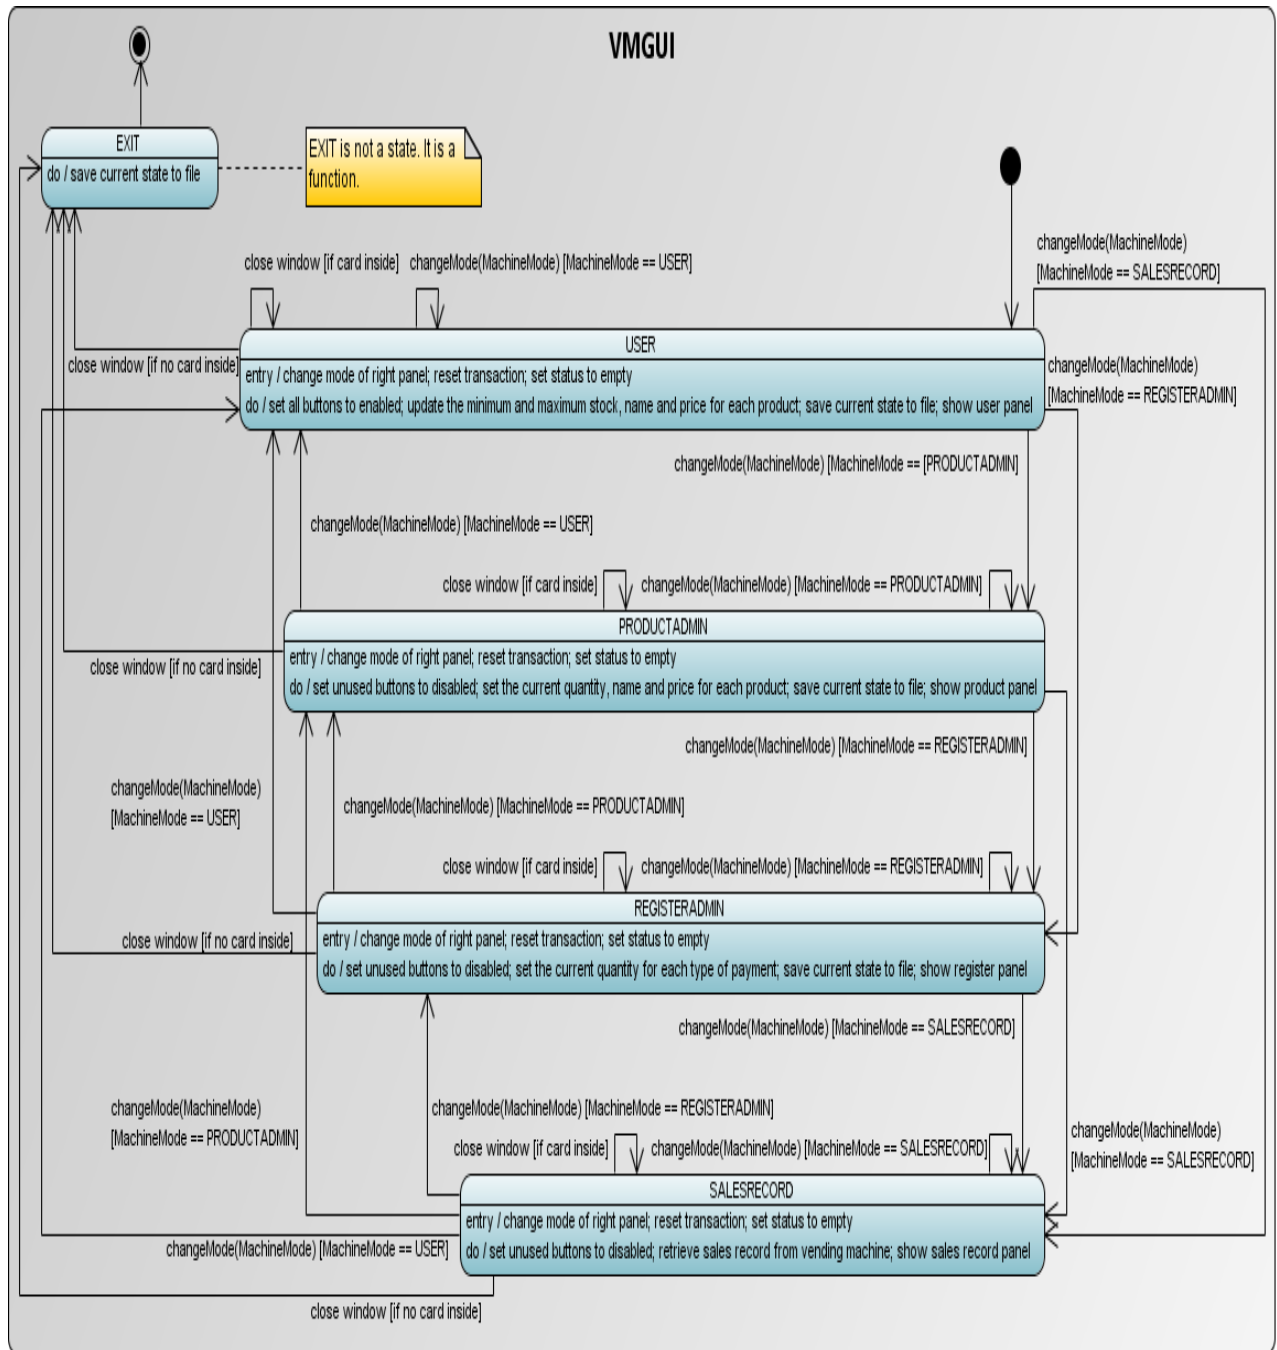 VMGUI
EXIT
do / save current state to file
EXIT is not a state. It is a
function.
changeMode(MachineMode)
[MachineMode == SALESRECORD]
close window [if card inside]
changeMode(MachineMode) [MachineMode == USER]
USER
entry / change mode of right panel; reset transaction; set status to empty
do / set all buttons to enabled; update the minimum and maximum stock, name and price for each product; save current state to file; show user panel
close window [if no card inside]
changeMode(MachineMode)
[MachineMode == REGISTERADMIN]
changeMode(MachineMode) [MachineMode == [PRODUCTADMIN]
changeMode(MachineMode) [MachineMode == USER]
close window [if card inside]
changeMode(MachineMode) [MachineMode == PRODUCTADMIN]
PRODUCTADMIN
entry / change mode of right panel; reset transaction; set status to empty
do / set unused buttons to disabled; set the current quantity, name and price for each product; save current state to file; show product panel
close window [if no card inside]
changeMode(MachineMode) [MachineMode == REGISTERADMIN]
changeMode(MachineMode)
[MachineMode == USER]
changeMode(MachineMode) [MachineMode == PRODUCTADMIN]
close window [if card inside]
changeMode(MachineMode) [MachineMode == REGISTERADMIN]
REGISTERADMIN
entry / change mode of right panel; reset transaction; set status to empty
do / set unused buttons to disabled; set the current quantity for each type of payment; save current state to file; show register panel
close window [if no card inside]
changeMode(MachineMode) [MachineMode == SALESRECORD]
changeMode(MachineMode)
[MachineMode == PRODUCTADMIN]
changeMode(MachineMode) [MachineMode == REGISTERADMIN]
close window [if card inside]
changeMode(MachineMode) [MachineMode == SALESRECORD]
changeMode(MachineMode)
[MachineMode == SALESRECORD]
SALESRECORD
entry / change mode of right panel; reset transaction; set status to empty
do / set unused buttons to disabled; retrieve sales record from vending machine; show sales record panel
changeMode(MachineMode) [MachineMode == USER]
close window [if no card inside]